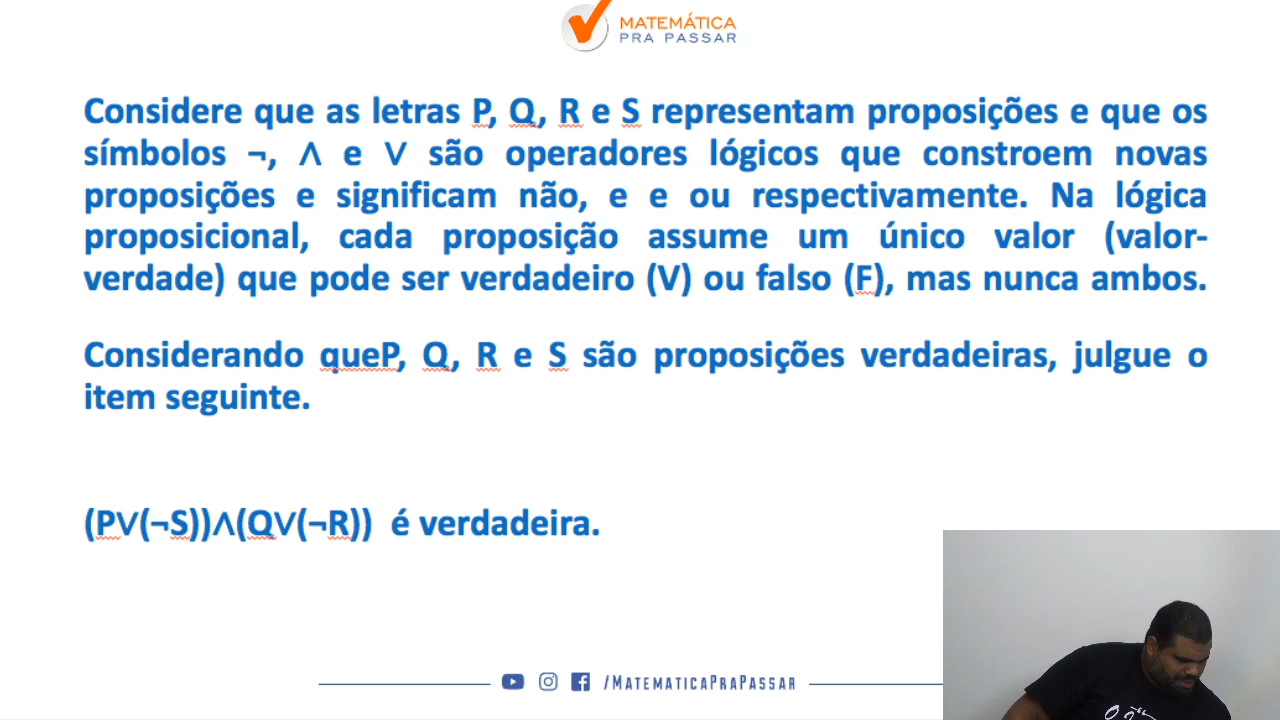 MATEMÁTICA
PRA PASSAR
Considere que as letras P, Q, R e S representam proposições e que os
símbolos ¬, ∧ e ∨ são operadores lógicos que constroem novas
proposições e significam não, e e ou respectivamente. Na lógica
proposicional, cada proposição assume um único valor (valor-
verdade) que pode ser verdadeiro (V) ou falso (F), mas nunca ambos.
Considerando queP, Q, R e S são proposições verdadeiras, julgue o
item seguinte.
(P∨(¬S))∧(Q∨(¬R)) é verdadeira.
/MATEMATICAPRAPASSAR